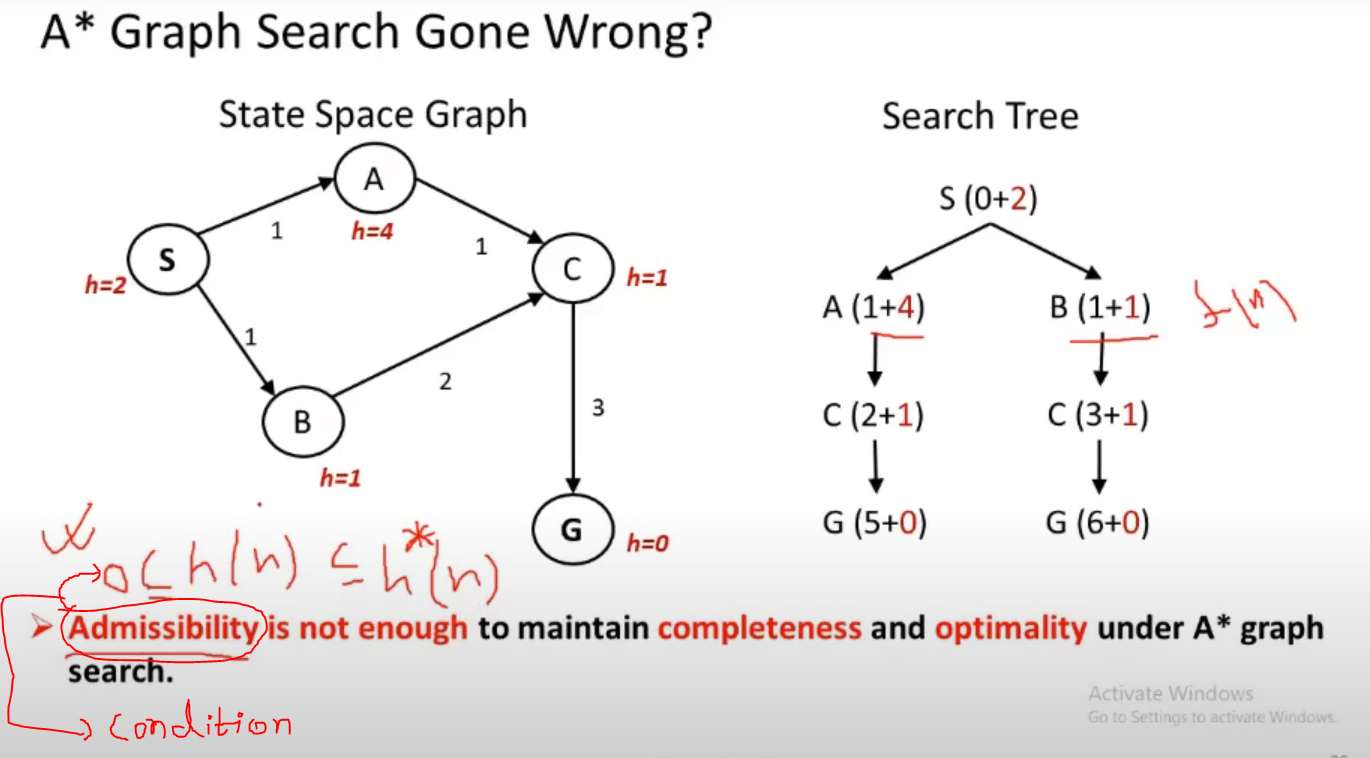 A* Graph Search Gone Wrong?
State Space Graph
Search Tree
A
h=4
1
1
S
h=2
C
h=1
1
2
B
h=1
3
G
h=0
S (0+2)
A (1+4)
B (1+1)
f(n)
C (2+1)
C (3+1)
G (5+0)
G (6+0)
0 ≤ h(n) ≤ h*(n)
➤ Admissibility is not enough to maintain completeness and optimality under A* graph
search.
condition
Activate Windows
Go to Settings to activate Windows.